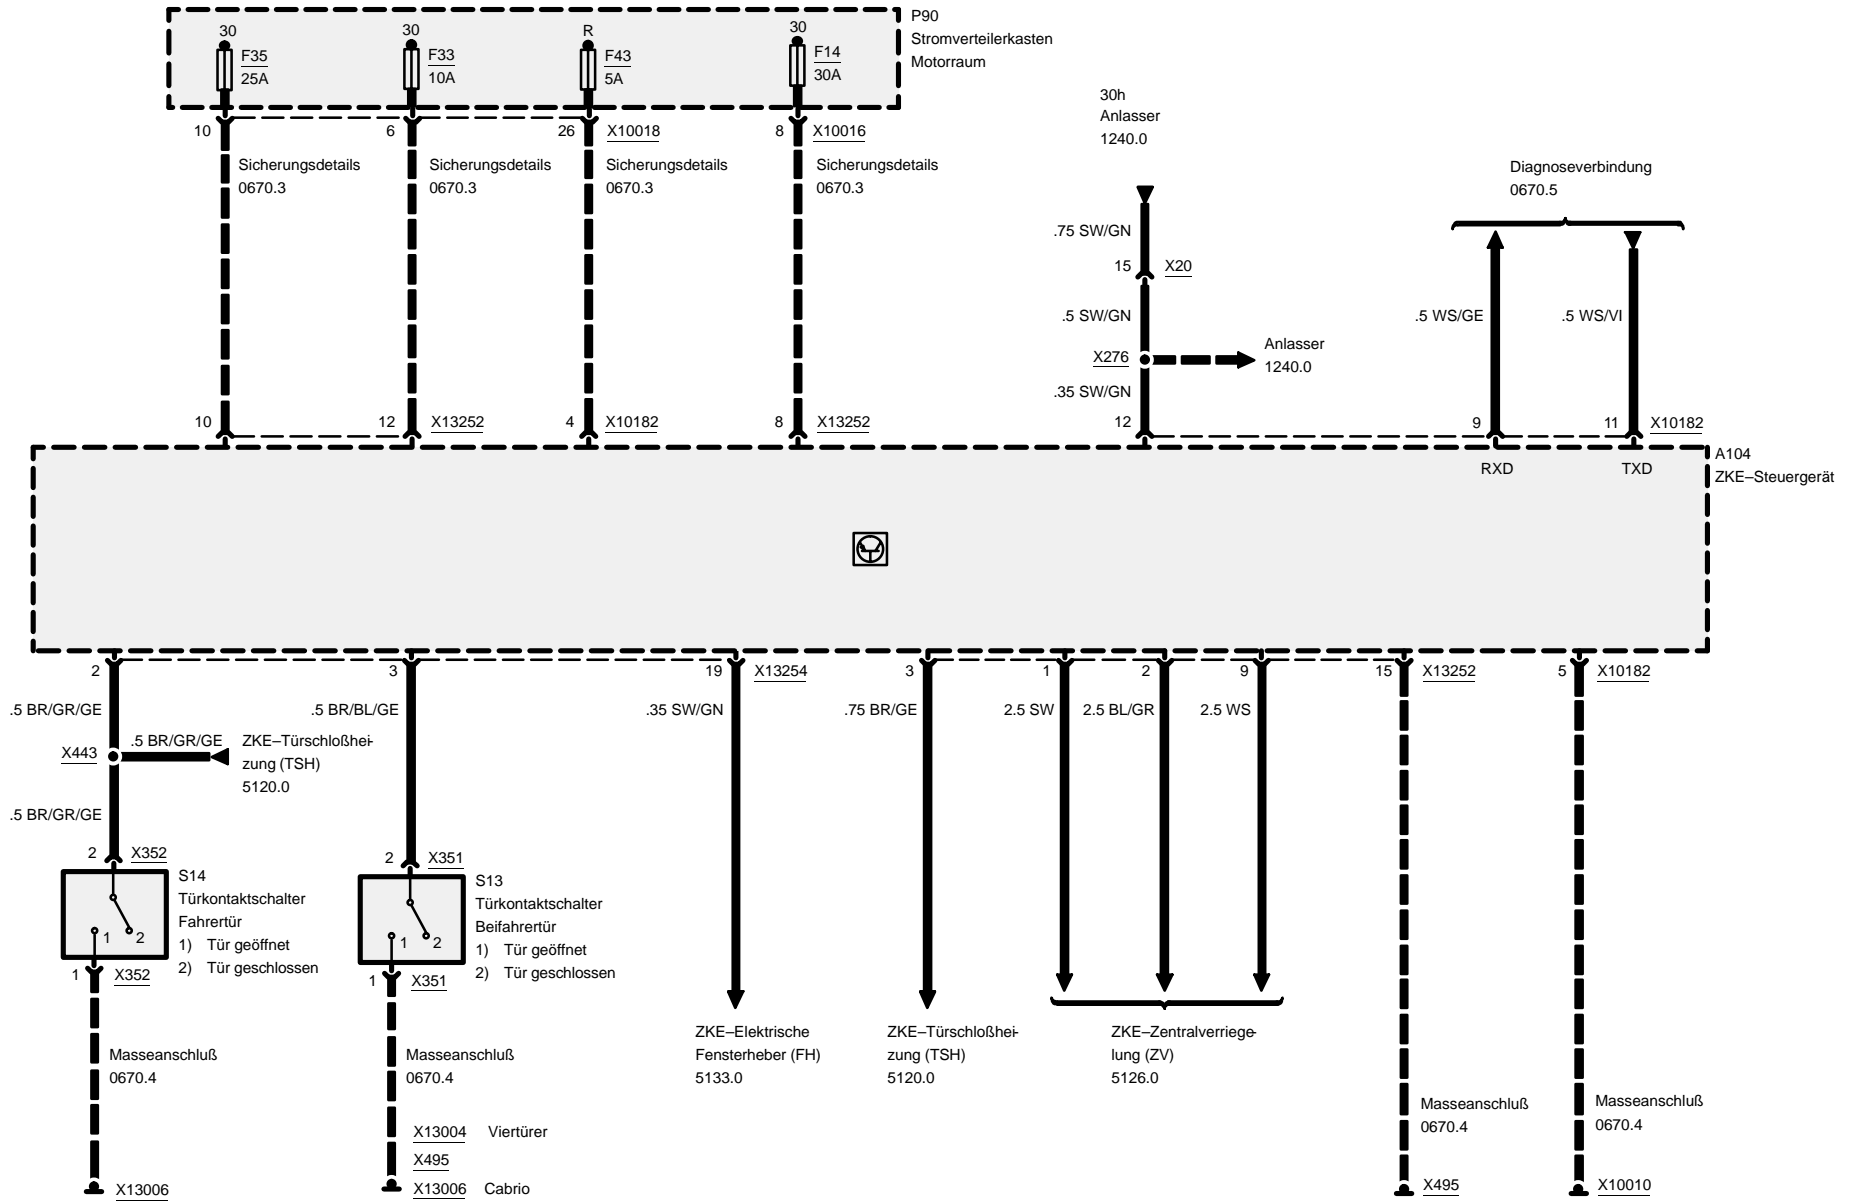 P90
Stromverteilerkasten
Motorraum
30
F35
25A
30
F33
10A
R
F43
5A
30
F14
30A
10
6
26
X10018
8
X10016
Sicherungsdetails
0670.3
Sicherungsdetails
0670.3
Sicherungsdetails
0670.3
Sicherungsdetails
0670.3
30h
Anlasser
1240.0
Diagnoseverbindung
0670.5
.75 SW/GN
15
X20
.5 SW/GN
X276
Anlasser
1240.0
.35 SW/GN
.5 WS/GE
.5 WS/VI
10
12
X13252
4
X10182
8
X13252
12
9
11
X10182
RXD
TXD
A104
ZKE–Steuergerät
2
3
19
X13254
3
1
2
9
15
X13252
5
X10182
.5 BR/GR/GE
.5 BR/BL/GE
.35 SW/GN
.75 BR/GE
2.5 SW
2.5 BL/GR
2.5 WS
X443
.5 BR/GR/GE
ZKE–Türschloßhei-
zung (TSH)
5120.0
.5 BR/GR/GE
2
X352
S14
Türkontaktschalter
Fahrertür
1) Tür geöffnet
2) Tür geschlossen
1
2
1
X352
2
X351
S13
Türkontaktschalter
Beifahrertür
1) Tür geöffnet
2) Tür geschlossen
1
2
1
X351
Masseanschluß
0670.4
X13006
Masseanschluß
0670.4
X13004 Viertürer
X495
X13006 Cabrio
ZKE–Elektrische
Fensterheber (FH)
5133.0
ZKE–Türschloßhei-
zung (TSH)
5120.0
ZKE–Zentralverriege-
lung (ZV)
5126.0
Masseanschluß
0670.4
X495
Masseanschluß
0670.4
X10010